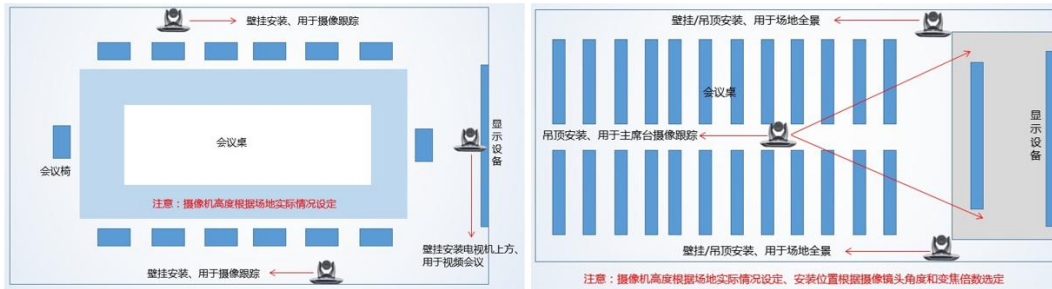 壁挂安装、用于摄像跟踪
会议桌
会议椅
显示设备
注意：摄像机高度根据场地实际情况设定
壁挂安装电视机上方、
用于视频会议
壁挂安装、用于摄像跟踪
壁挂/吊顶安装、用于场地全景
会议桌
吊顶安装、用于主席台摄像跟踪
显示设备
壁挂/吊顶安装、用于场地全景
注意：摄像机高度根据场地实际情况设定、安装位置根据摄像镜头角度和变焦倍数选定